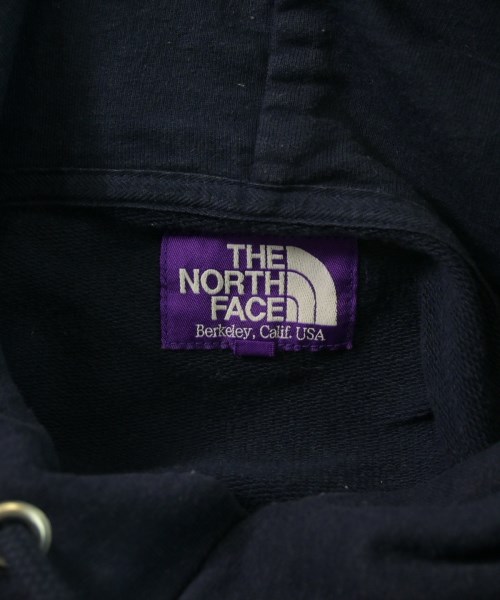 THE
NORTH
FACE
Berkeley, Calif. USA